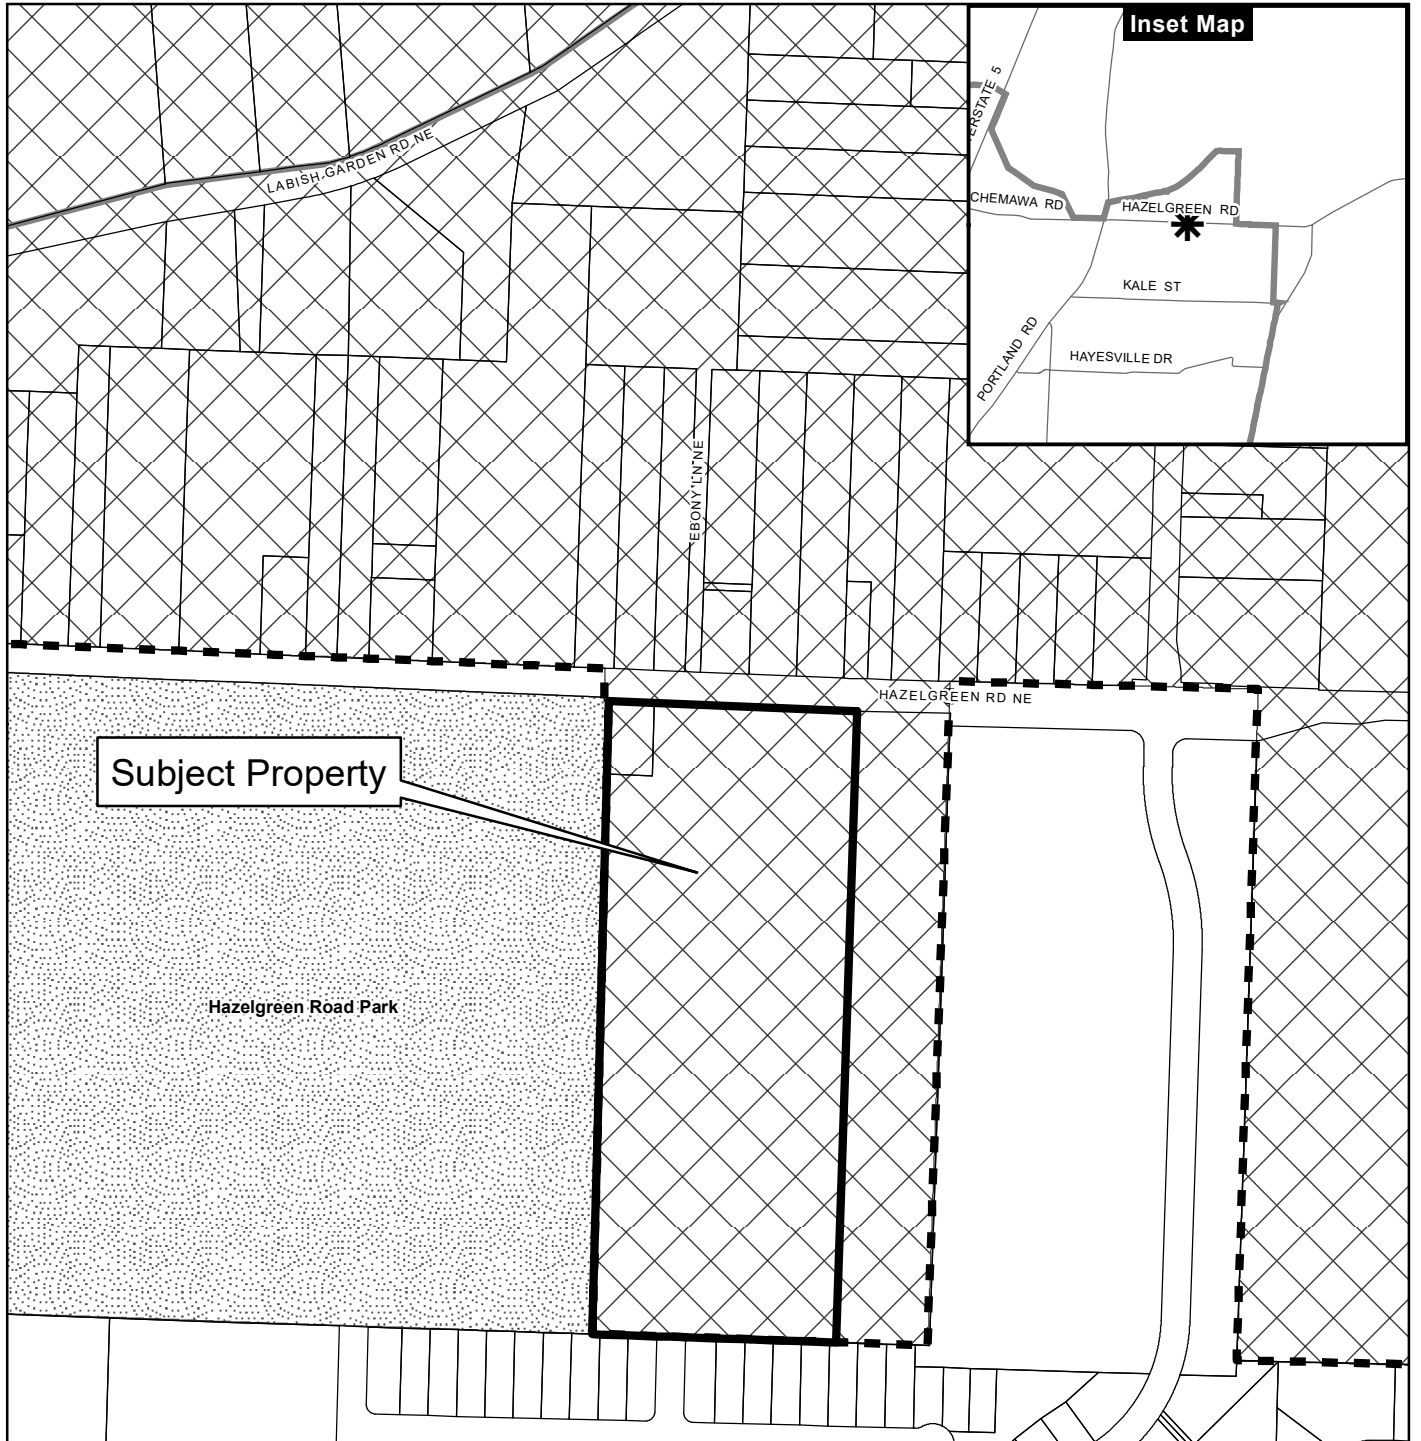 Inset Map
ERSTATE 5
CHEMAWA RD
HAZELGREEN RD
KALE ST
PORTLAND RD
HAYESVILLE DR
LABISH GARDEN RD NE
EBONY LN NE
HAZELGREEN RD NE
Subject Property
Hazelgreen Road Park